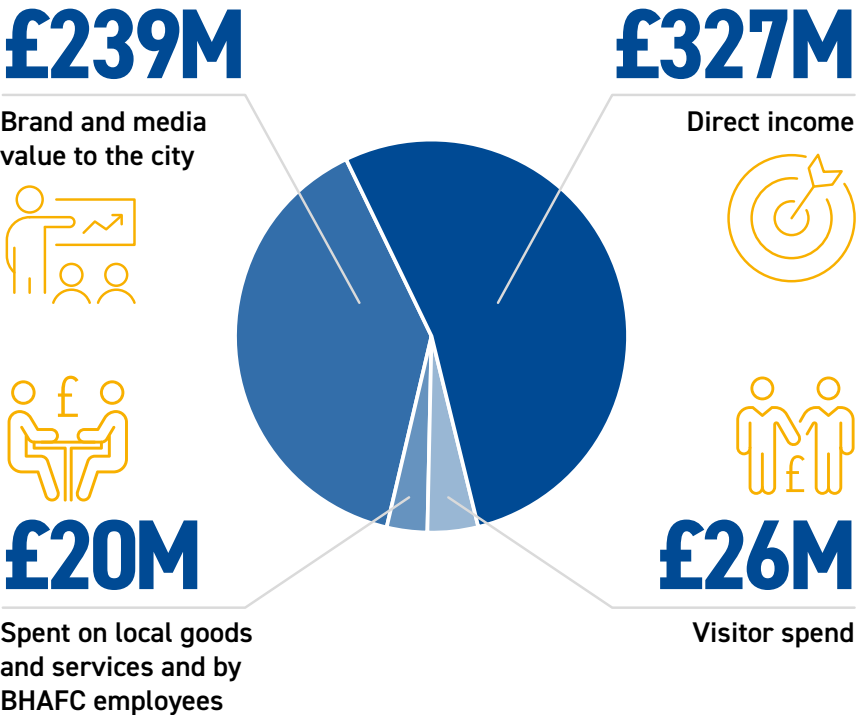 £239M
Brand and media
value to the city
£327M
Direct income
£
£20M
Spent on local goods
and services and by
BHAFC employees
£
£26M
Visitor spend